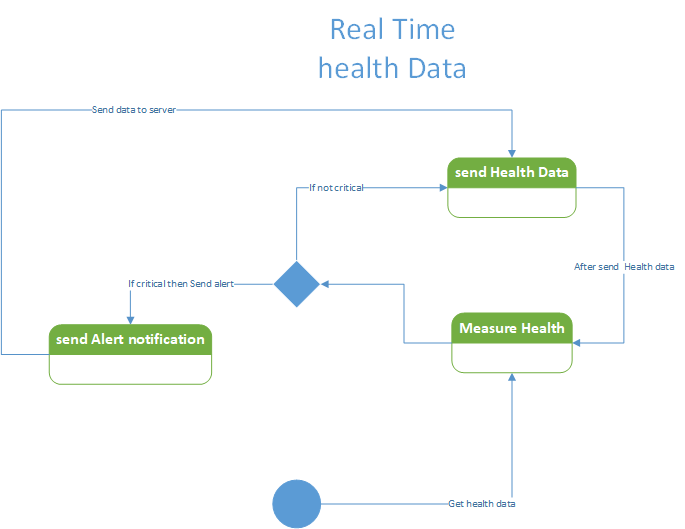 Real Time
health Data
Send data to server
send Health Data
If not critical
After send Health data
If critical then Send alert
Measure Health
send Alert notification
Get health data